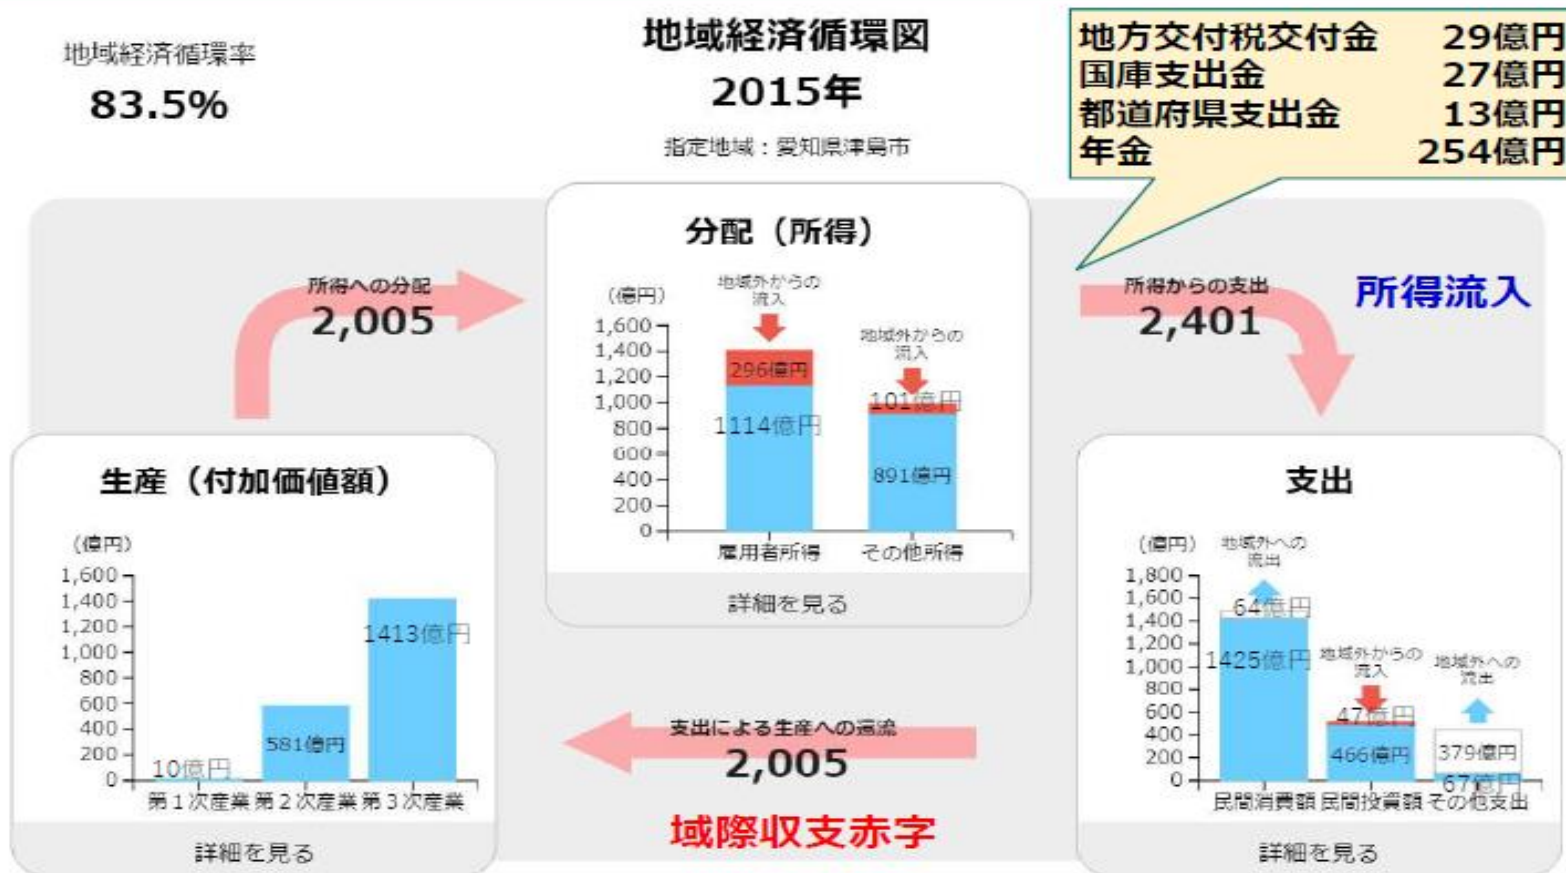 地域経済循環率
83.5%
地域経済循環図
2015年
指定地域：愛知県津島市
地方交付税交付金 29億円
国庫支出金 27億円
都道府県支出金 13億円
年金 254億円
所得への分配
2,005
分配（所得）
（億円）
地域外からの
流入
地域外からの
流入
1,600
1,400
1,200
1,000
800
600
400
200
0
296億円
1114億円
101億円
891億円
雇用者所得 その他所得
詳細を見る
所得からの支出
2,401
所得流入
生産（付加価値額）
（億円）
1,600
1,400
1,200
1,000
800
600
400
200
0
10億円
581億円
1413億円
第１次産業 第２次産業 第３次産業
詳細を見る
支出による生産への還流
2,005
域際収支赤字
支出
（億円）
地域外への
流出
地域外からの
流入
地域外への
流出
1,800
1,600
1,400
1,200
1,000
800
600
400
200
0
64億円
1425億円
47億円
466億円
379億円
67億円
民間消費額 民間投資額 その他支出
詳細を見る